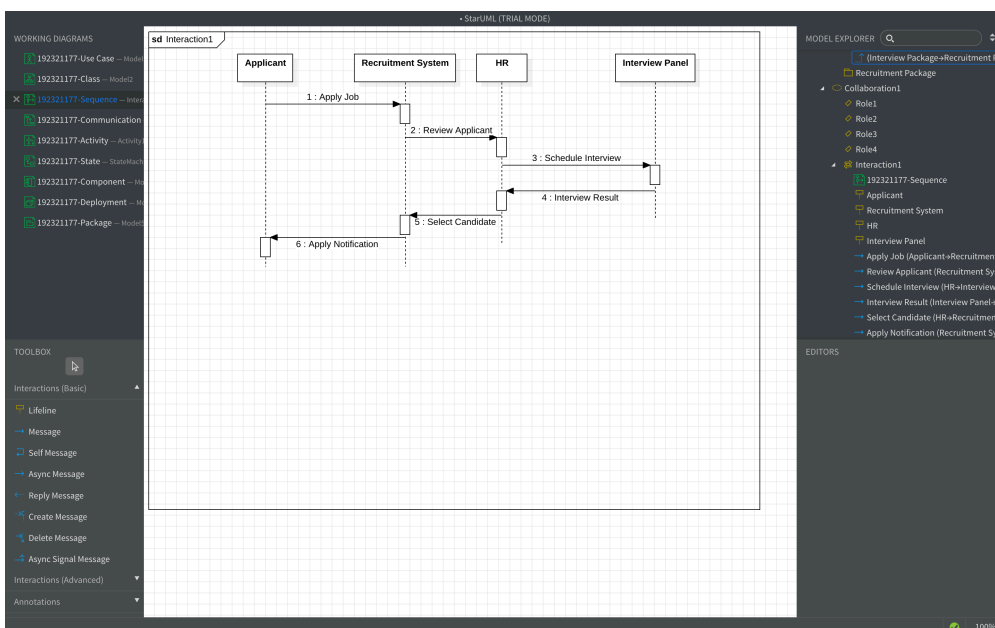 • StarUML (TRIAL MODE)
WORKING DIAGRAMS
192321177-Use Case — Model
192321177-Class — Model2
192321177-Sequence — Intera
192321177-Communication
192321177-Activity — Activity
192321177-State — StateMach
192321177-Component — Mo
192321177-Deployment — Mo
192321177-Package — Model5
TOOLBOX
Interactions (Basic)
Lifeline
Message
Self Message
Async Message
Reply Message
Create Message
Delete Message
Async Signal Message
Interactions (Advanced)
Annotations
sd Interaction1
Applicant
Recruitment System
HR
Interview Panel
1 : Apply Job
2 : Review Applicant
3 : Schedule Interview
4 : Interview Result
5 : Select Candidate
6 : Apply Notification
MODEL EXPLORER
(Interview Package→Recruitment
Recruitment Package
Collaboration1
Role1
Role2
Role3
Role4
Interaction1
192321177-Sequence
Applicant
Recruitment System
HR
Interview Panel
Apply Job (Applicant→Recruitmen
Review Applicant (Recruitment Sy
Schedule Interview (HR→Interview
Interview Result (Interview Panel→
Select Candidate (HR→Recruitmen
Apply Notification (Recruitment Sy
EDITORS
100%